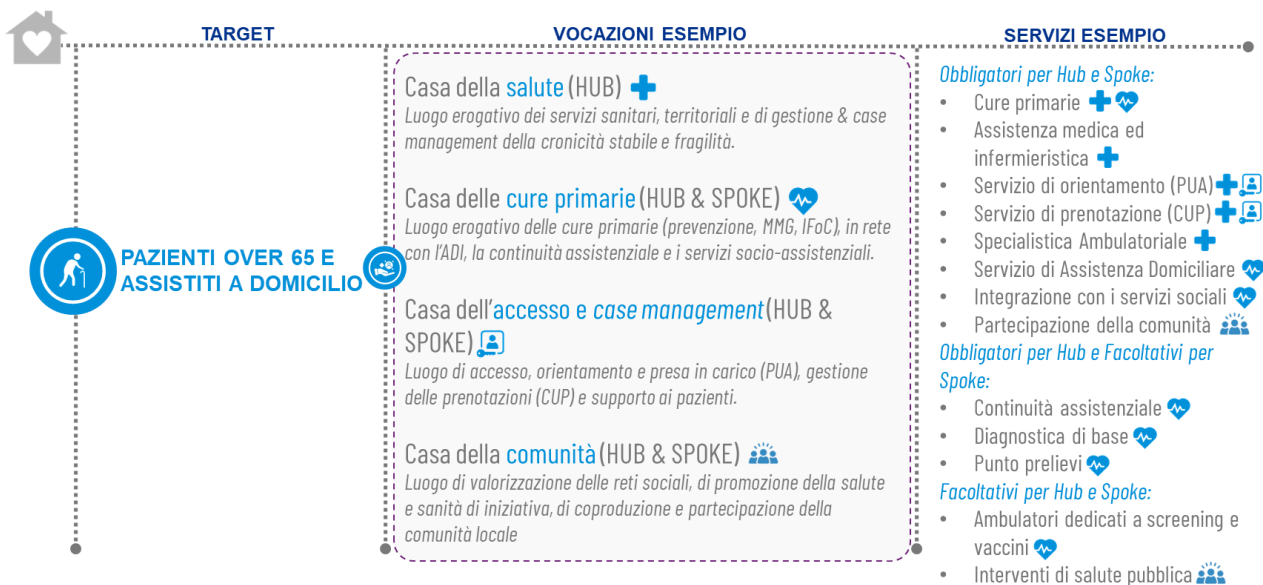 TARGET
VOCAZIONI ESEMPIO
SERVIZI ESEMPIO
PAZIENTI OVER 65 E
ASSISTITI A DOMICILIO
Casa della salute (HUB)
Luogo erogativo dei servizi sanitari, territoriali e di gestione & case
management della cronicità stabile e fragilità.
Casa delle cure primarie (HUB & SPOKE)
Luogo erogativo delle cure primarie (prevenzione, MMG, IFoC), in rete
con l'ADI, la continuità assistenziale e i servizi socio-assistenziali.
Casa dell'accesso e case management (HUB &
SPOKE)
Luogo di accesso, orientamento e presa in carico (PUA), gestione
delle prenotazioni (CUP) e supporto ai pazienti.
Casa della comunità (HUB & SPOKE)
Luogo di valorizzazione delle reti sociali, di promozione della salute
e sanità di iniziativa, di coproduzione e partecipazione della
comunità locale
Obbligatori per Hub e Spoke:
• Cure primarie
• Assistenza medica ed
infermieristica
• Servizio di orientamento (PUA)
• Servizio di prenotazione (CUP)
• Specialistica Ambulatoriale
• Servizio di Assistenza Domiciliare
• Integrazione con i servizi sociali
• Partecipazione della comunità
Obbligatori per Hub e Facoltativi per
Spoke:
• Continuità assistenziale
• Diagnostica di base
• Punto prelievi
Facoltativi per Hub e Spoke:
• Ambulatori dedicati a screening e
vaccini
• Interventi di salute pubblica